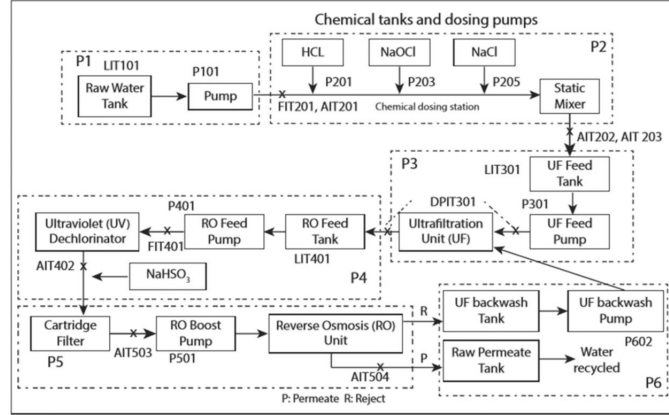 Chemical tanks and dosing pumps
P1
LIT101
Raw Water
Tank
P101
Pump
HCL
NaOCl
NaCl
P2
P201
P203
P205
FIT201, AIT201
Chemical dosing station
Static
Mixer
AIT202, AIT 203
P3
LIT301
UF Feed
Tank
P301
UF Feed
Pump
DPIT301
Ultrafiltration
Unit (UF)
P401
Ultraviolet (UV)
Dechlorinator
FIT401
RO Feed
Pump
RO Feed
Tank
LIT401
P4
AIT402
NaHSO3
Cartridge
Filter
P5
AIT503
RO Boost
Pump
P501
Reverse Osmosis (RO)
Unit
AIT504
R
P
UF backwash
Tank
UF backwash
Pump
P602
Raw Permeate
Tank
Water
recycled
P6
P: Permeate R: Reject